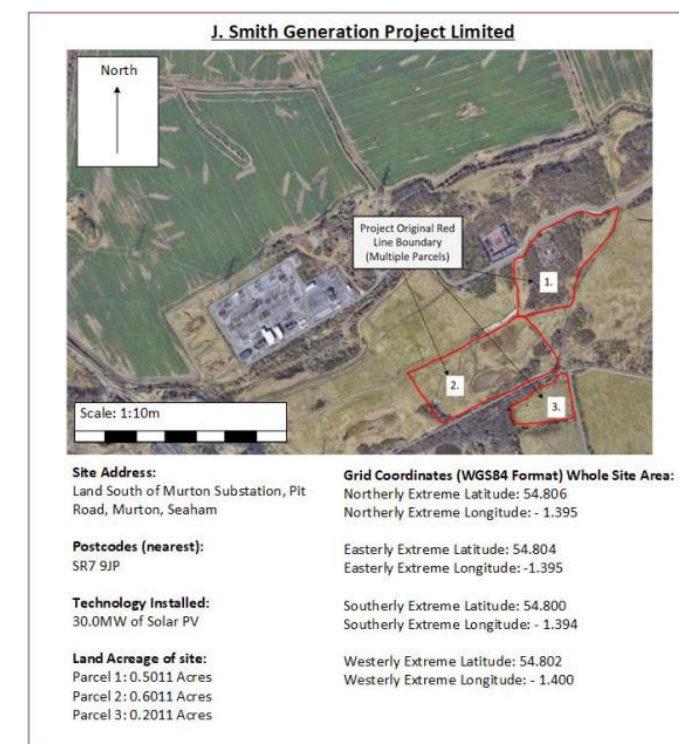 J. Smith Generation Project Limited
North
Project Original Red
Line Boundary
(Multiple Parcels)
1.
2.
3.
Scale: 1:10m
Site Address:
Land South of Murton Substation, Pit
Road, Murton, Seaham
Postcodes (nearest):
SR7 9JP
Technology Installed:
30.0MW of Solar PV
Land Acreage of site:
Parcel 1: 0.5011 Acres
Parcel 2: 0.6011 Acres
Parcel 3: 0.2011 Acres
Grid Coordinates (WGS84 Format) Whole Site Area:
Northerly Extreme Latitude: 54.806
Northerly Extreme Longitude: - 1.395
Easterly Extreme Latitude: 54.804
Easterly Extreme Longitude: -1.395
Southerly Extreme Latitude: 54.800
Southerly Extreme Longitude: - 1.394
Westerly Extreme Latitude: 54.802
Westerly Extreme Longitude: - 1.400